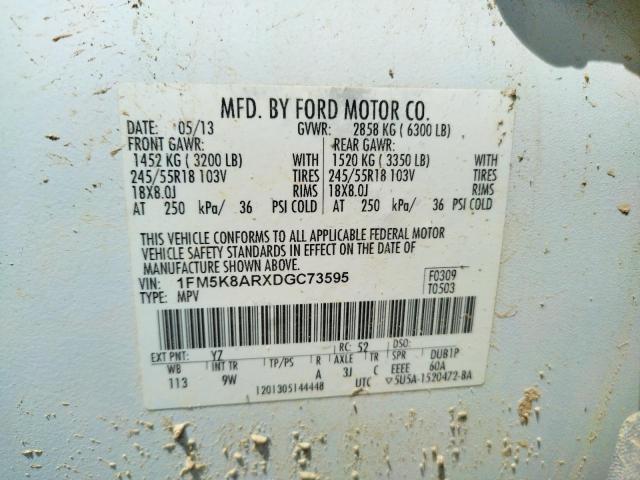 MFD. BY FORD MOTOR CO.
DATE: 05/13 GVWR: 2858 KG ( 6300 LB)
FRONT GAWR: REAR GAWR:
1452 KG ( 3200 LB) WITH 1520 KG ( 3350 LB) WITH
245/55R18 103V TIRES 245/55R18 103V TIRES
18X8.0J RIMS 18X8.0J RIMS
AT 250 kPa/ 36 PSI COLD AT 250 kPa/ 36 PSI COLD
THIS VEHICLE CONFORMS TO ALL APPLICABLE FEDERAL MOTOR
VEHICLE SAFETY STANDARDS IN EFFECT ON THE DATE OF
MANUFACTURE SHOWN ABOVE.
VIN: 1FM5K8ARXDGC73595 F0309
TYPE: MPV T0503
EXT PNT: YZ RC: 52 DSO:
WB INT TR TP/PS R AXLE TR SPR DUB1P
113 9W A 3J C EEEE 60A
1201305144448 UTC ▽5U5A-1520472-BA